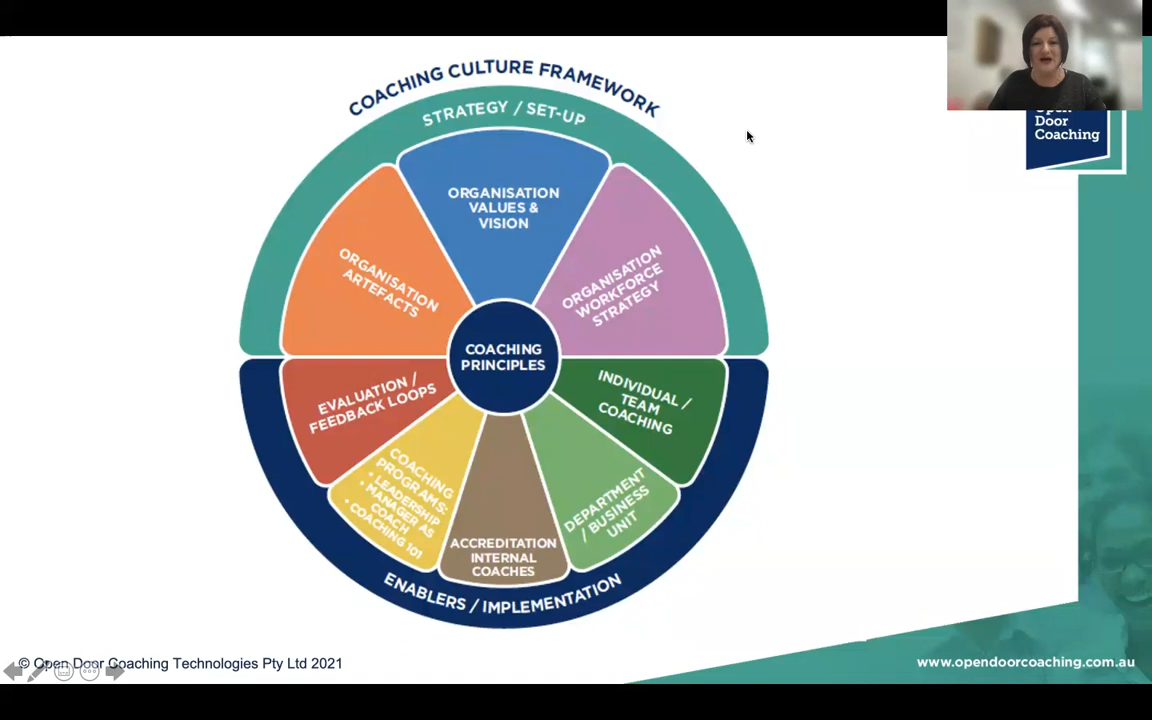 COACHING CULTURE FRAMEWORK
STRATEGY / SET-UP
ORGANISATION
VALUES &
VISION
ORGANISATION
ARTEFACTS
ORGANISATION
WORKFORCE
STRATEGY
COACHING
PRINCIPLES
EVALUATION /
FEEDBACK LOOPS
INDIVIDUAL /
TEAM
COACHING
COACHING
PROGRAMS:
• LEADERSHIP
• MANAGER AS
COACH
• COACHING 101
DEPARTMENT
/ BUSINESS
UNIT
ACCREDITATION
INTERNAL
COACHES
ENABLERS / IMPLEMENTATION
Open
Door
Coaching
© Open Door Coaching Technologies Pty Ltd 2021
www.opendoorcoaching.com.au